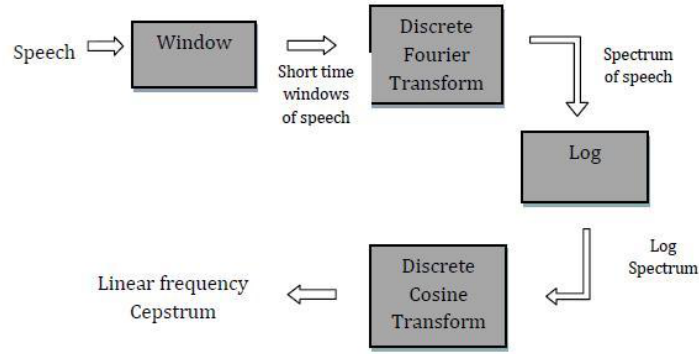 Speech
Window
Short time
windows
of speech
Discrete
Fourier
Transform
Spectrum
of speech
Log
Log
Spectrum
Discrete
Cosine
Transform
Linear frequency
Cepstrum